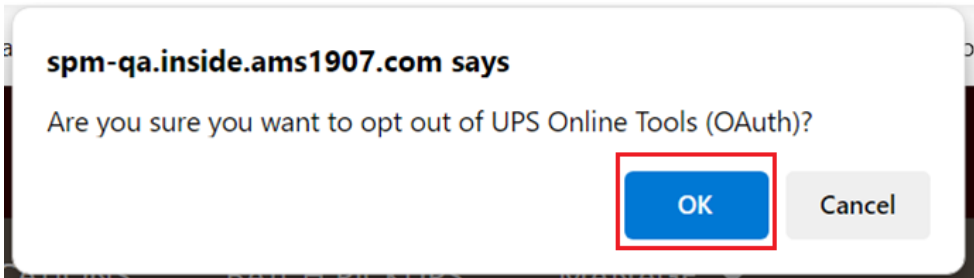 spm-qa.inside.ams1907.com says
Are you sure you want to opt out of UPS Online Tools (OAuth)?
OK
Cancel